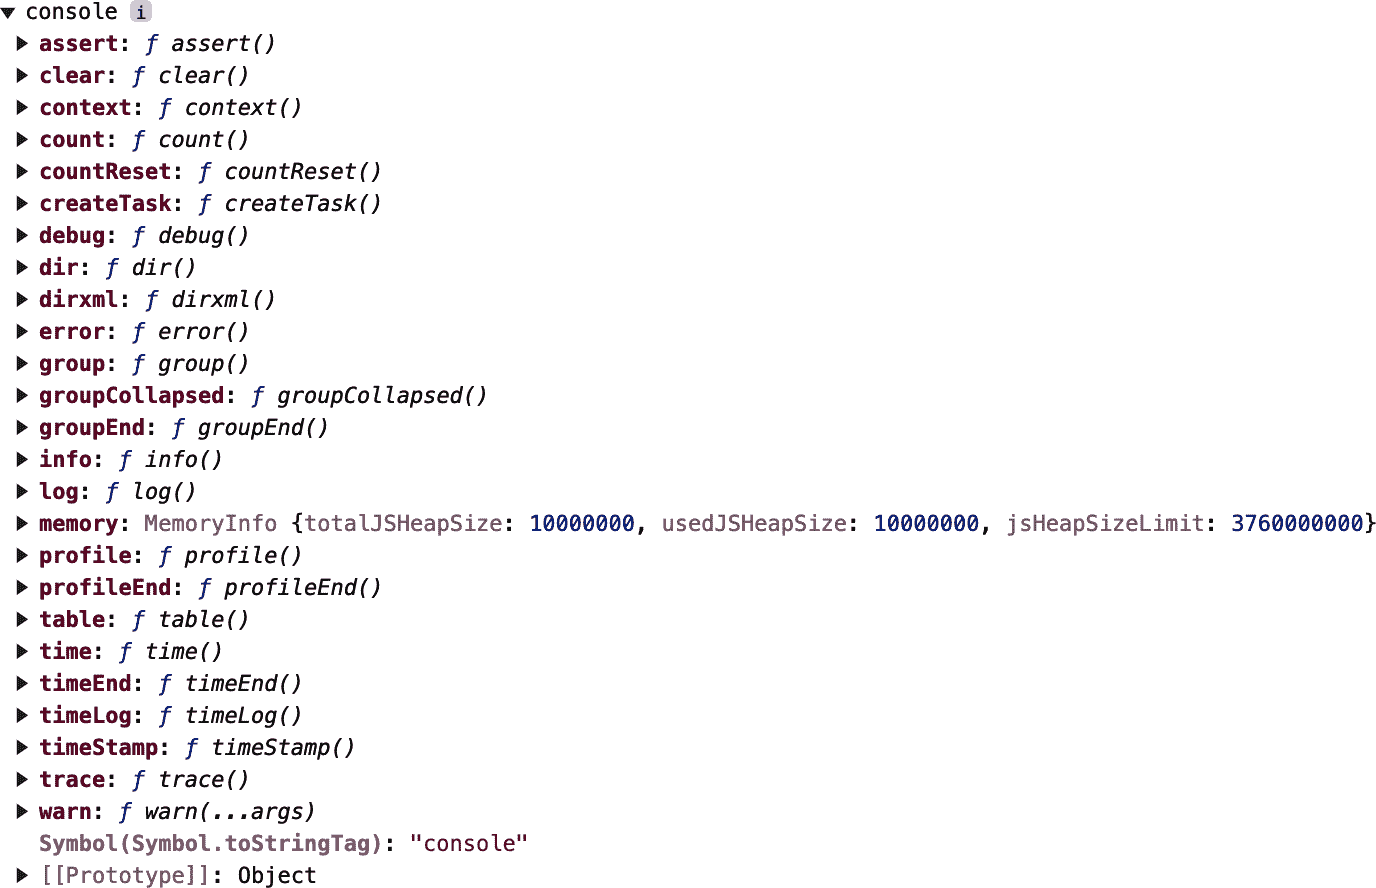 ▼ console i
▶ assert: ƒ assert()
▶ clear: ƒ clear()
▶ context: ƒ context()
▶ count: ƒ count()
▶ countReset: ƒ countReset()
▶ createTask: ƒ createTask()
▶ debug: ƒ debug()
▶ dir: ƒ dir()
▶ dirxml: ƒ dirxml()
▶ error: ƒ error()
▶ group: ƒ group()
▶ groupCollapsed: ƒ groupCollapsed()
▶ groupEnd: ƒ groupEnd()
▶ info: ƒ info()
▶ log: ƒ log()
▶ memory: MemoryInfo {totalJSHeapSize: 10000000, usedJSHeapSize: 10000000, jsHeapSizeLimit: 3760000000}
▶ profile: ƒ profile()
▶ profileEnd: ƒ profileEnd()
▶ table: ƒ table()
▶ time: ƒ time()
▶ timeEnd: ƒ timeEnd()
▶ timeLog: ƒ timeLog()
▶ timeStamp: ƒ timeStamp()
▶ trace: ƒ trace()
▶ warn: ƒ warn(...args)
Symbol(Symbol.toStringTag): "console"
▶ [[Prototype]]: Object